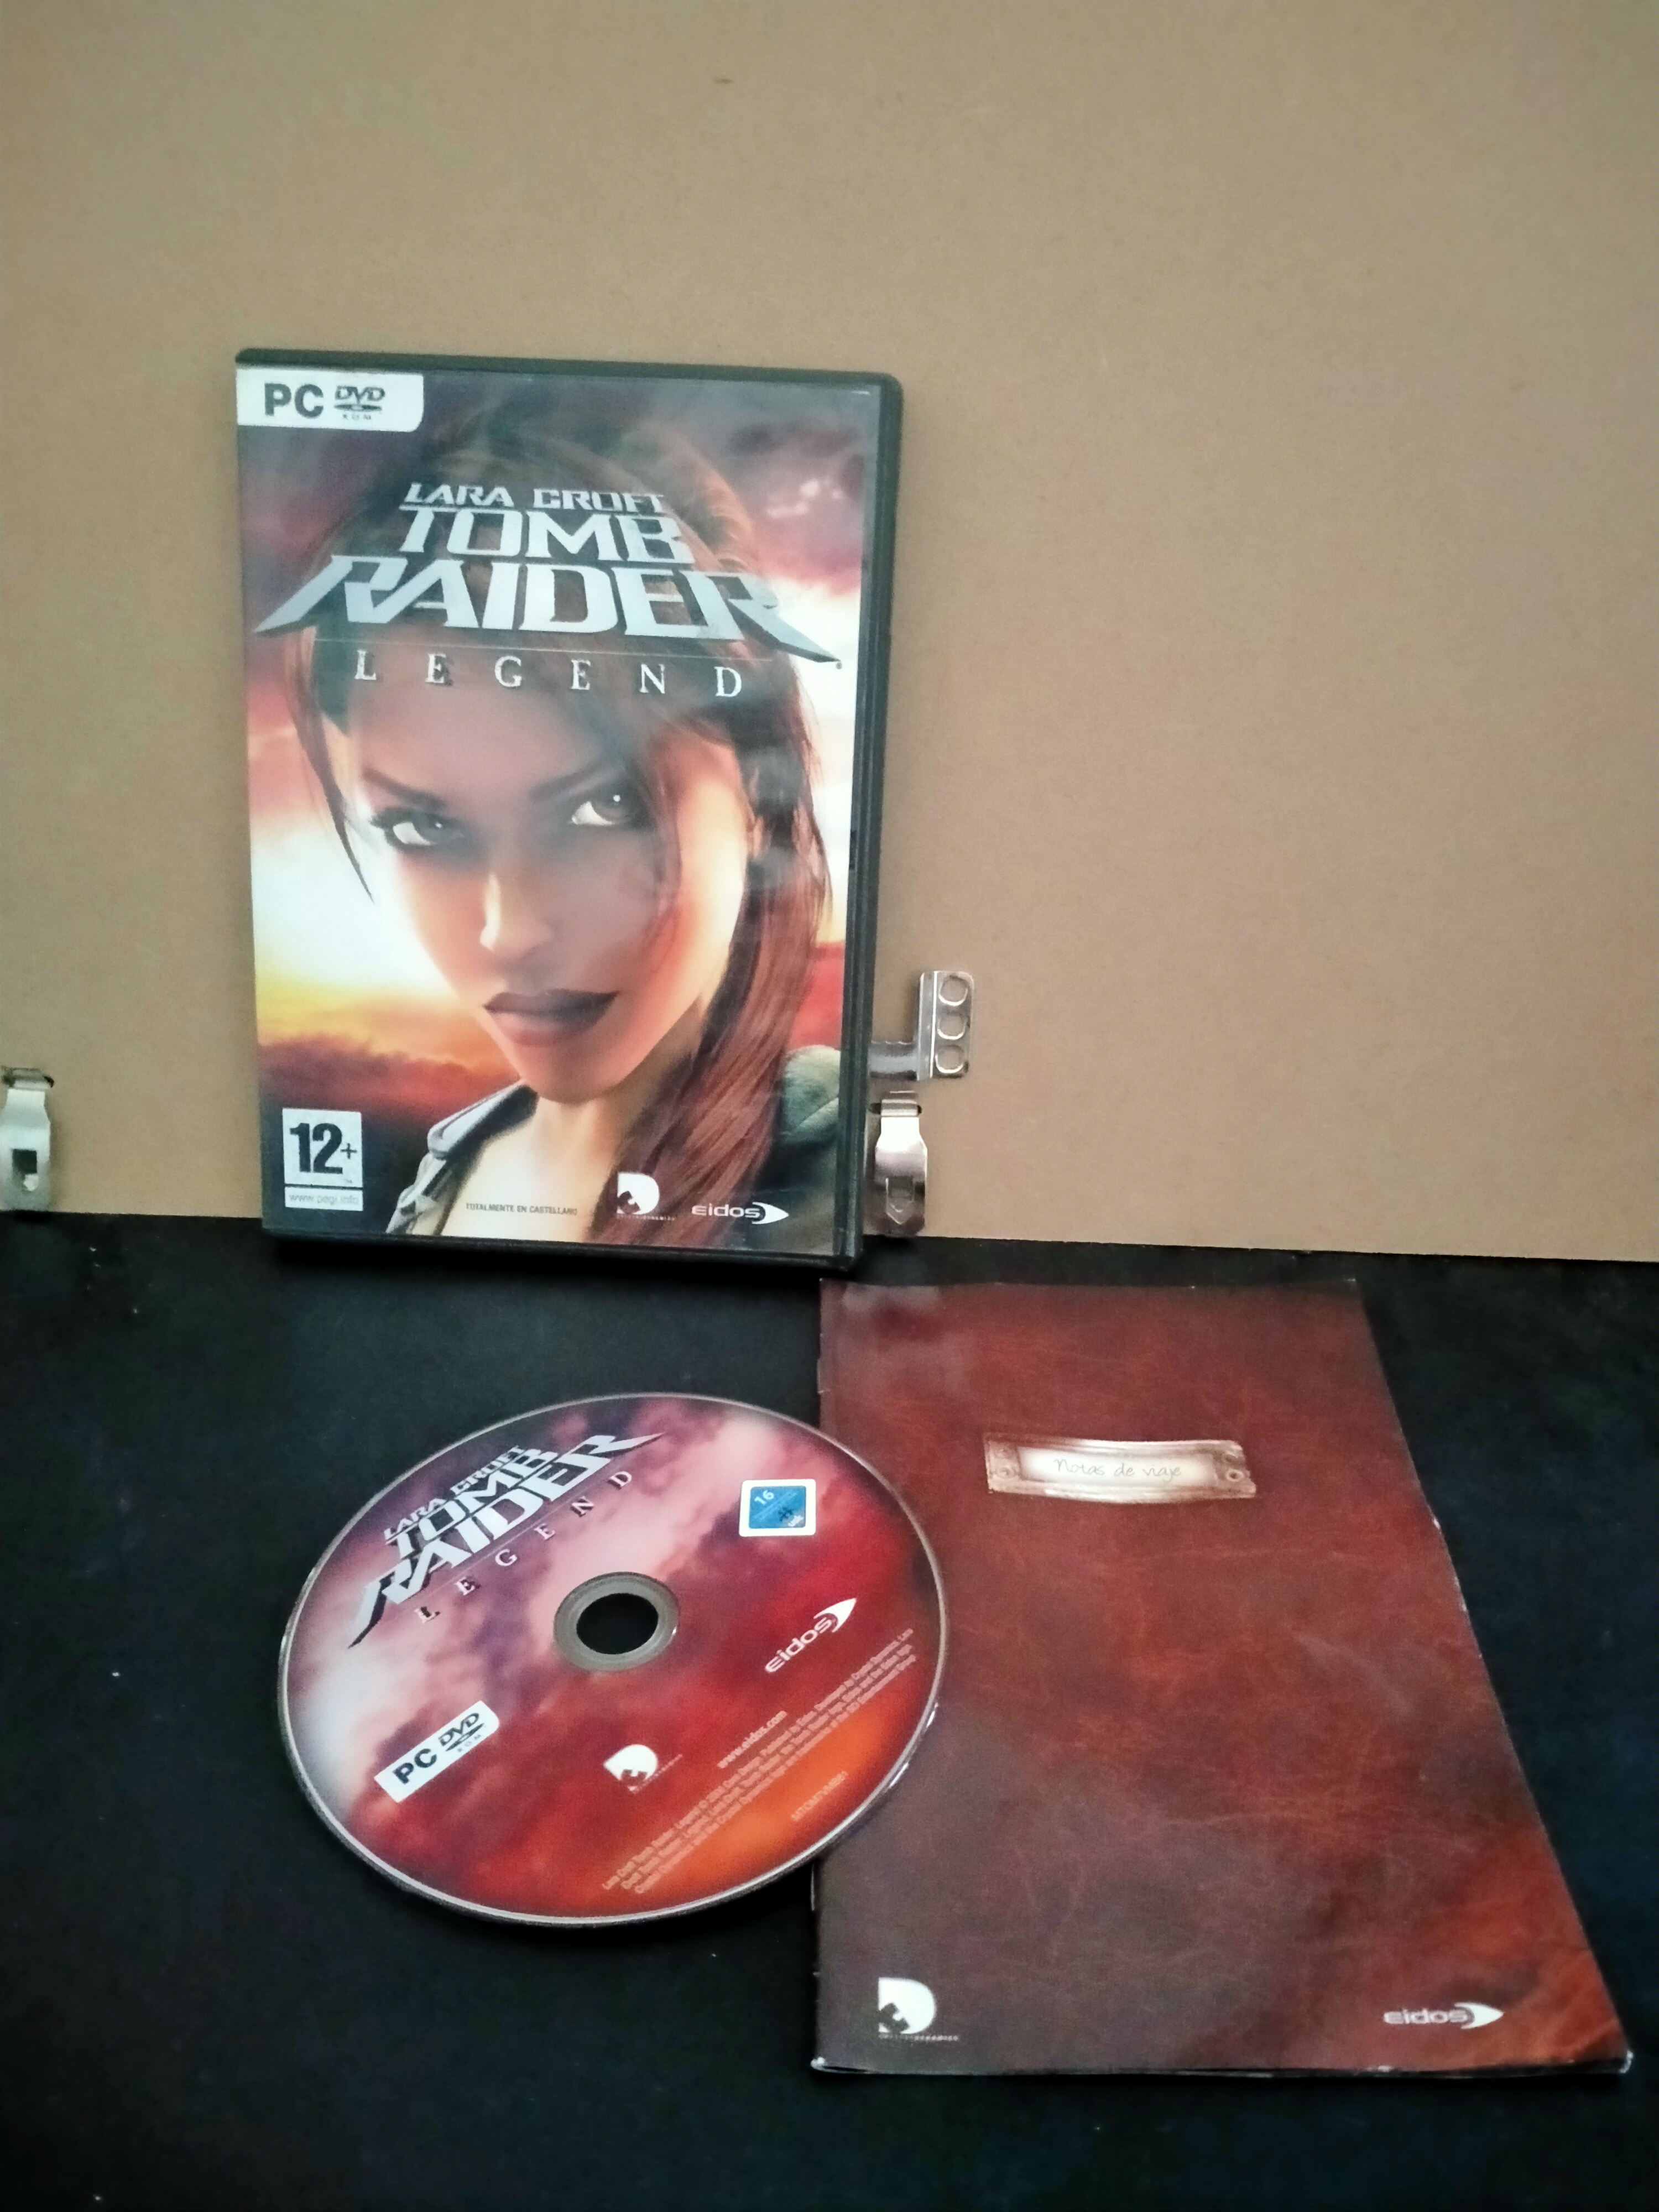 PC DVD
ROM
LARA CROFT
TOMB
RAIDER
LEGEND
12+
www.pegi.info
TOTALMENTE EN CASTELLANO
eidos
LARA CROFT
TOMB
RAIDER
LEGEND
16
eidos
PC DVD
ROM
www.eidos.com
Notas de viaje
eidos